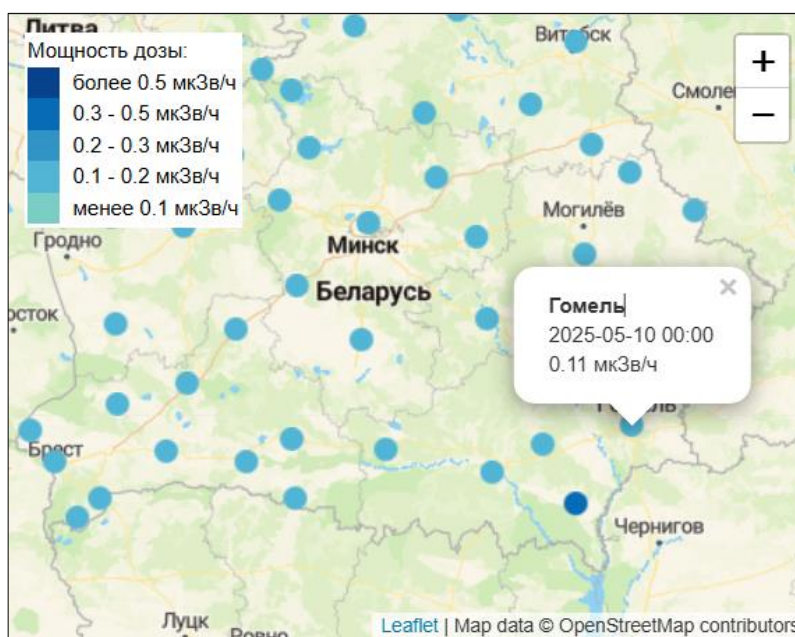 Литва
Мощность дозы:
более 0.5 мкЗв/ч
0.3 - 0.5 мкЗв/ч
0.2 - 0.3 мкЗв/ч
0.1 - 0.2 мкЗв/ч
менее 0.1 мкЗв/ч
Витебск
+
−
Смоле
Могилёв
Гродно
Минск
Беларусь
осток
Гомель
2025-05-10 00:00
0.11 мкЗв/ч
×
Брест
Чернигов
Луцк
Ровно
Leaflet | Map data © OpenStreetMap contributors